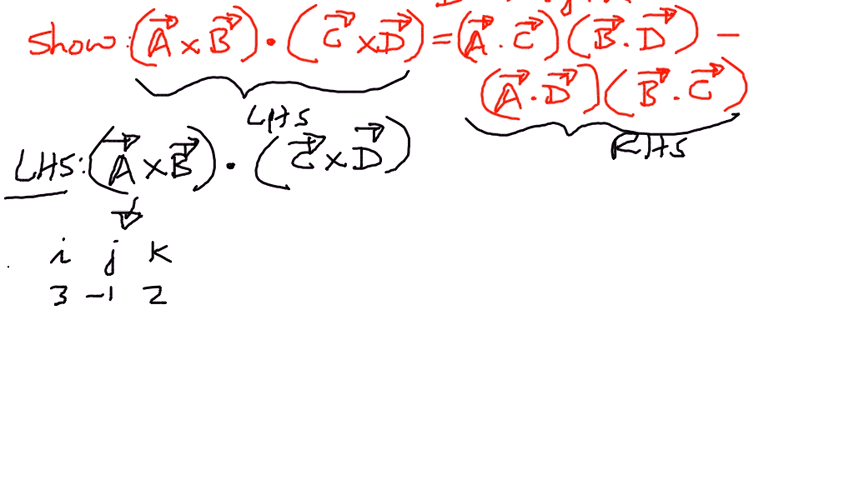 Show: (A⃗ × B⃗) • (C⃗ × D⃗) = (A⃗ · C⃗)(B⃗ · D⃗) −
(A⃗ · D⃗)(B⃗ · C⃗)
LHS
RHS
LHS: (A⃗ × B⃗) • (C⃗ × D⃗)
i j k
3 −1 2